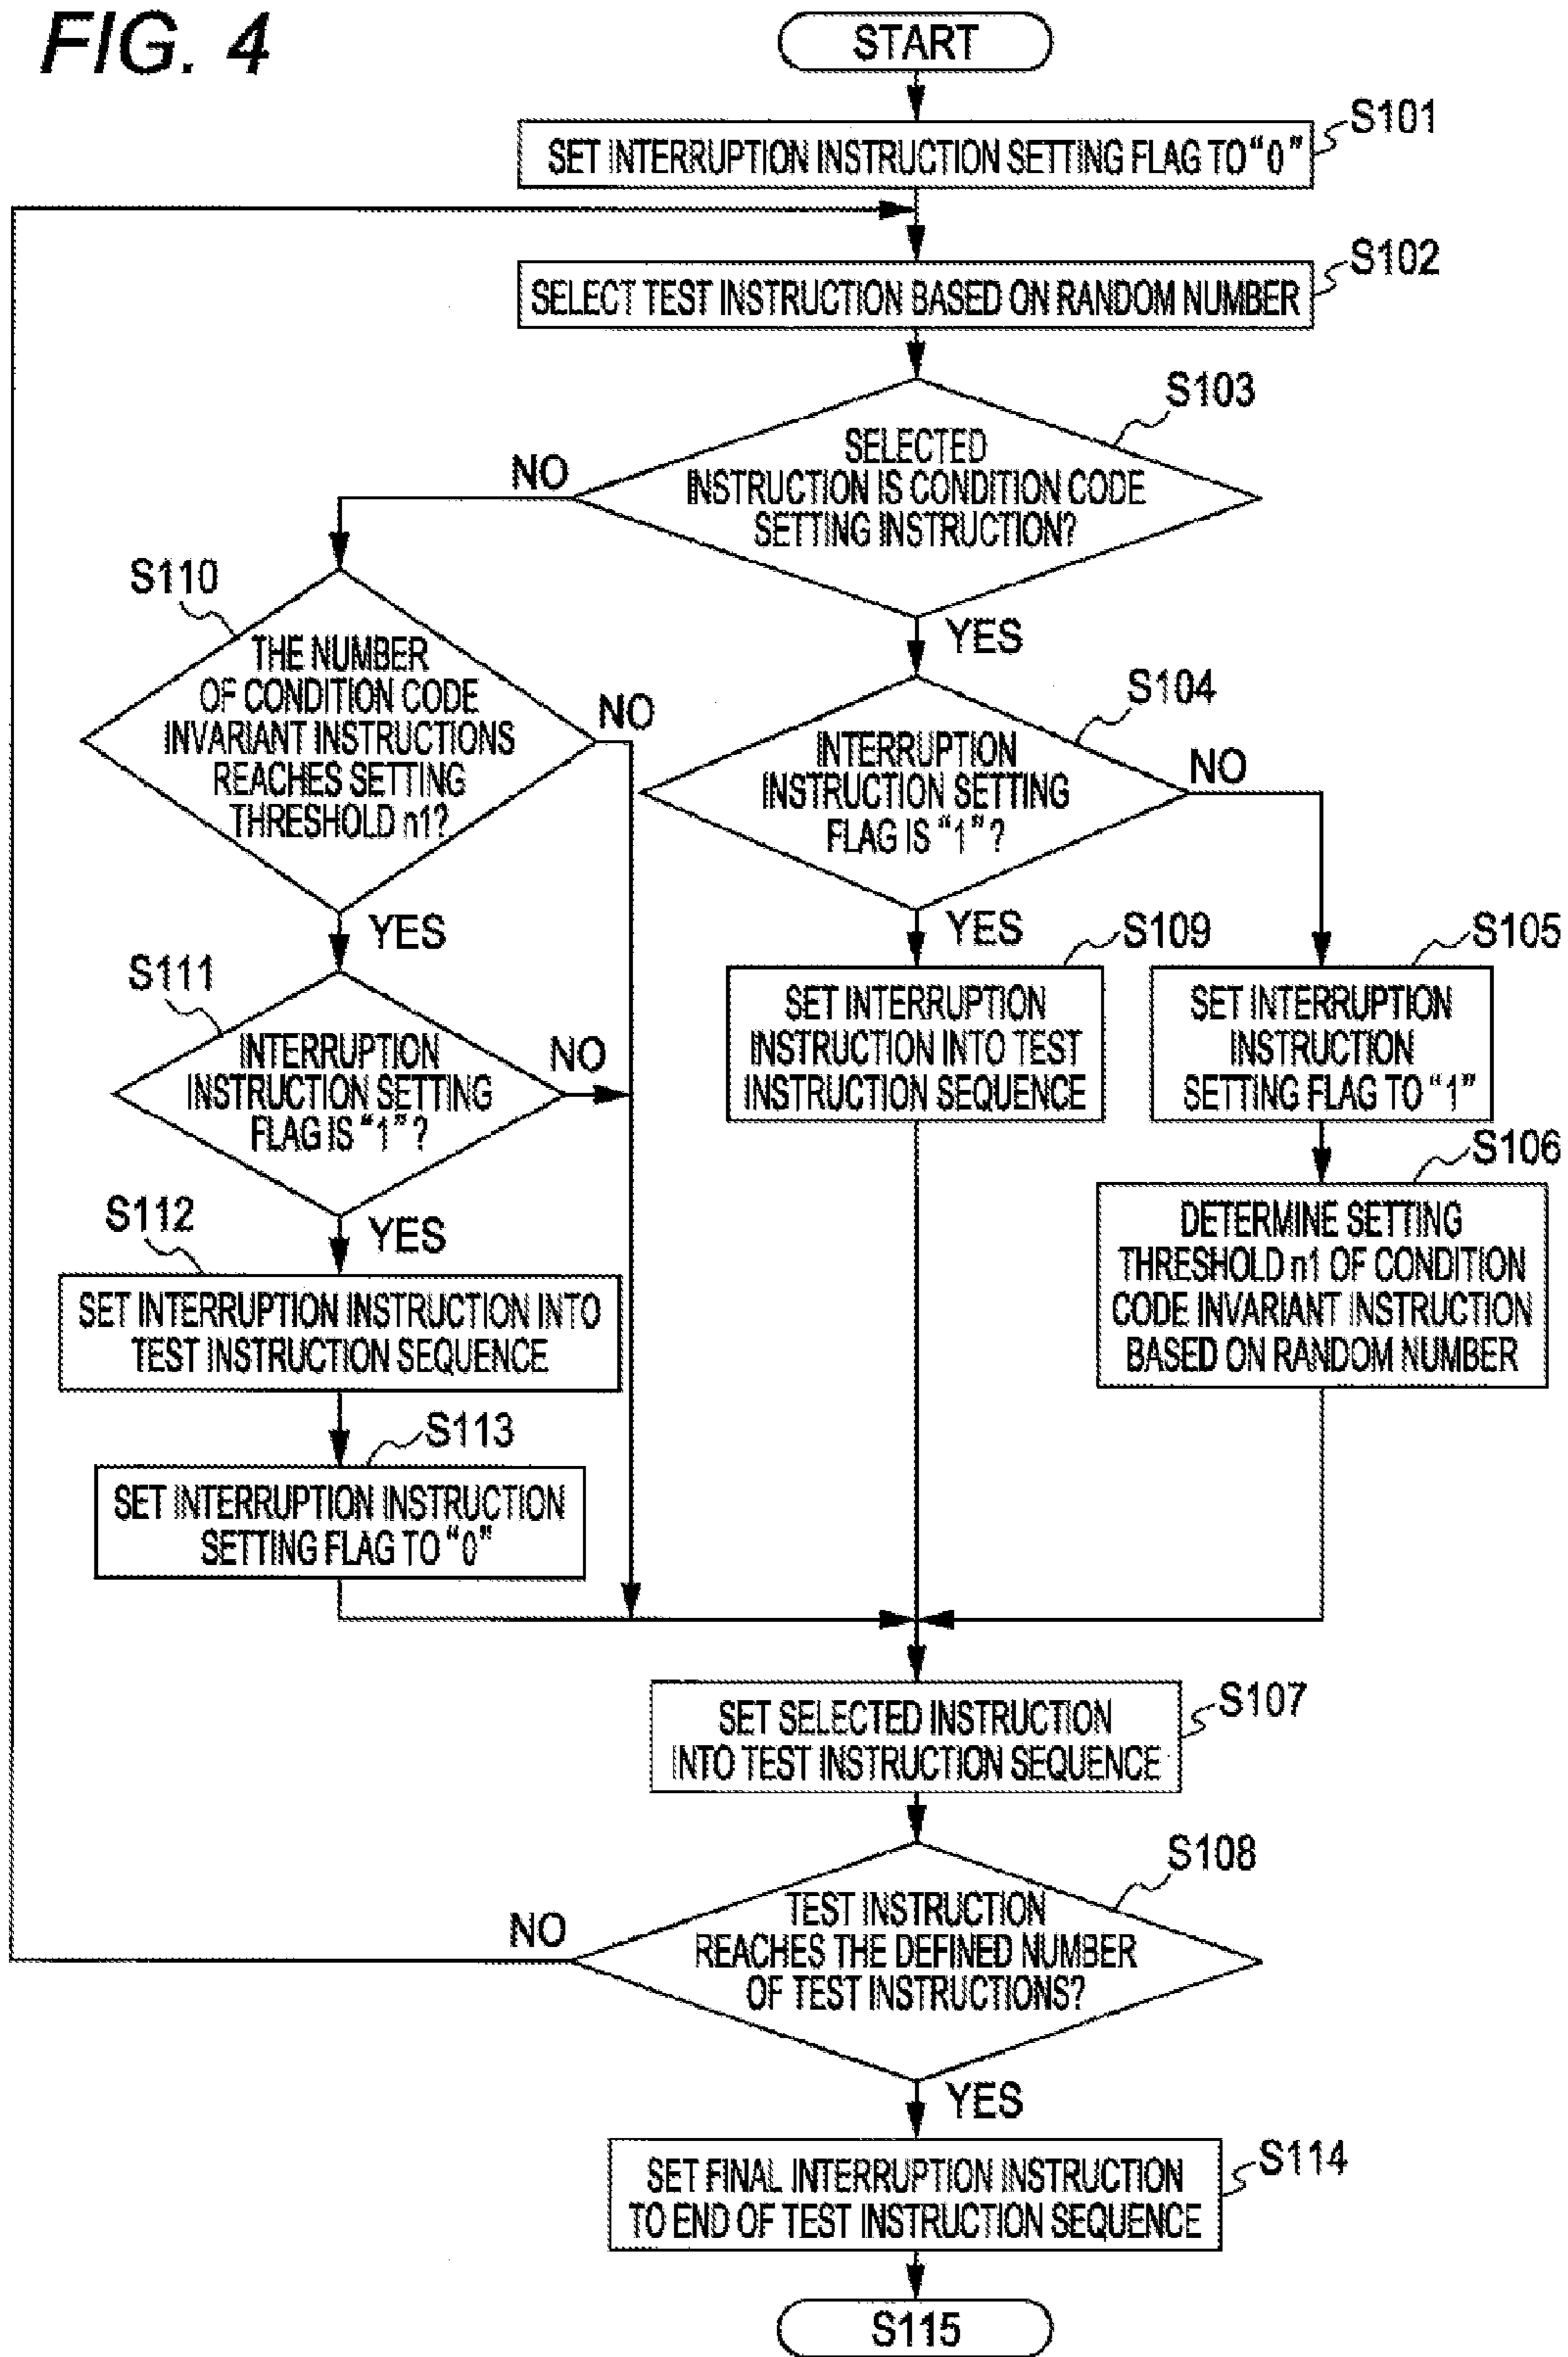 FIG. 4
START
S101
SET INTERRUPTION INSTRUCTION SETTING FLAG TO "0"
S102
SELECT TEST INSTRUCTION BASED ON RANDOM NUMBER
S103
SELECTED
INSTRUCTION IS CONDITION CODE
SETTING INSTRUCTION?
NO
YES
S110
THE NUMBER
OF CONDITION CODE
INVARIANT INSTRUCTIONS
REACHES SETTING
THRESHOLD n1?
NO
YES
S104
INTERRUPTION
INSTRUCTION SETTING
FLAG IS "1"?
NO
YES
S111
INTERRUPTION
INSTRUCTION SETTING
FLAG IS "1"?
NO
YES
S109
SET INTERRUPTION
INSTRUCTION INTO TEST
INSTRUCTION SEQUENCE
S105
SET INTERRUPTION
INSTRUCTION
SETTING FLAG TO "1"
S106
DETERMINE SETTING
THRESHOLD n1 OF CONDITION
CODE INVARIANT INSTRUCTION
BASED ON RANDOM NUMBER
S112
SET INTERRUPTION INSTRUCTION INTO
TEST INSTRUCTION SEQUENCE
S113
SET INTERRUPTION INSTRUCTION
SETTING FLAG TO "0"
S107
SET SELECTED INSTRUCTION
INTO TEST INSTRUCTION SEQUENCE
S108
TEST INSTRUCTION
REACHES THE DEFINED NUMBER
OF TEST INSTRUCTIONS?
NO
YES
S114
SET FINAL INTERRUPTION INSTRUCTION
TO END OF TEST INSTRUCTION SEQUENCE
S115